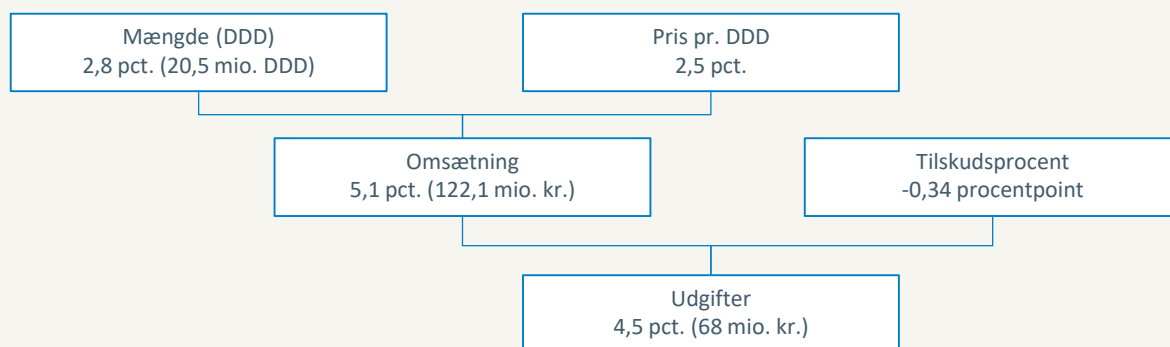 Mængde (DDD)
2,8 pct. (20,5 mio. DDD)
Pris pr. DDD
2,5 pct.
Omsætning
5,1 pct. (122,1 mio. kr.)
Tilskudsprocent
-0,34 procentpoint
Udgifter
4,5 pct. (68 mio. kr.)